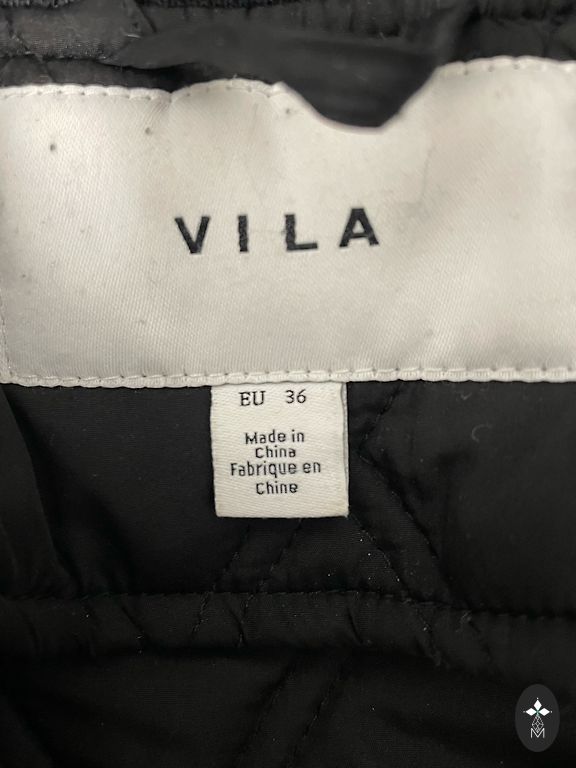 VILA
EU 36
Made in
China
Fabrique en
Chine
M